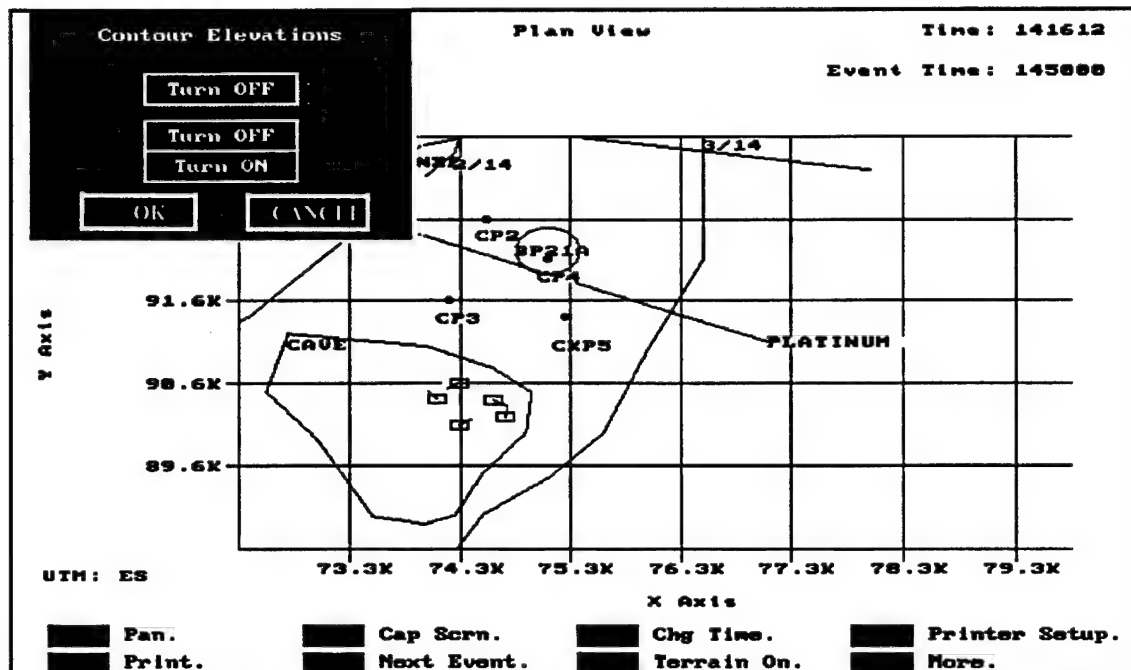 Contour Elevations
Turn OFF
Turn OFF
Turn ON
OK
CANCEL
Plan View
Time: 141612
Event Time: 145000
2/14
3/14
CP2
BP21A
CP4
91.6K
CP3
CXP5
PLATINUM
CAVE
90.6K
89.6K
Y Axis
UTM: ES
73.3K
74.3K
75.3K
76.3K
77.3K
78.3K
79.3K
X Axis
Pan.
Cap Scrn.
Chg Time.
Printer Setup.
Print.
Next Event.
Terrain On.
More.